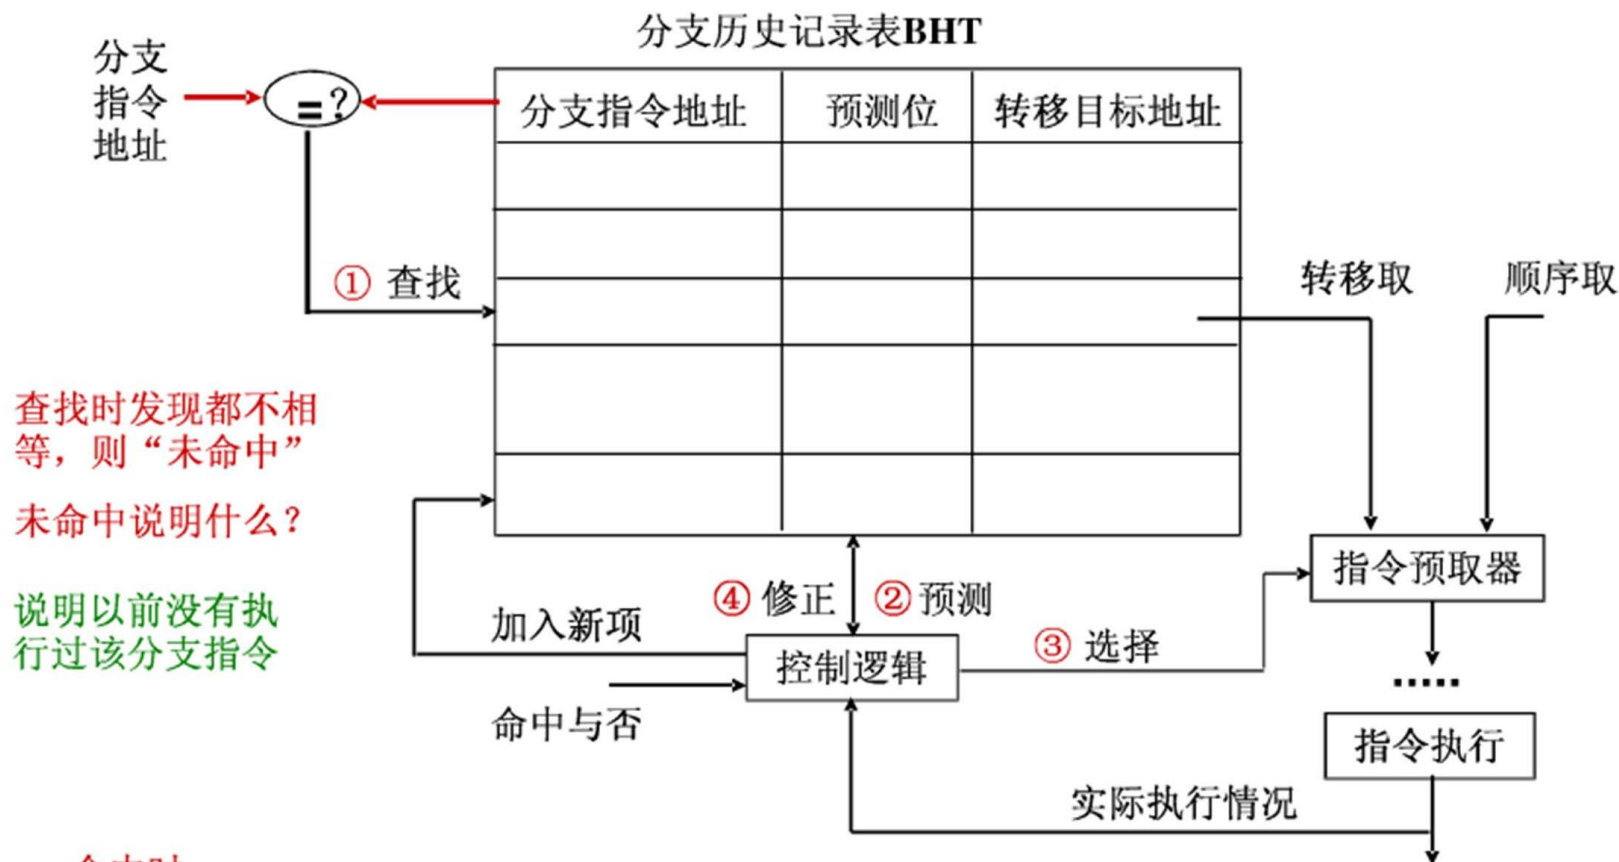 分支历史记录表BHT
分支
指令
地址
=?
分支指令地址
预测位
转移目标地址
① 查找
转移取
顺序取
查找时发现都不相
等，则“未命中”
未命中说明什么？
说明以前没有执
行过该分支指令
④ 修正
② 预测
加入新项
控制逻辑
③ 选择
指令预取器
命中与否
.....
指令执行
实际执行情况